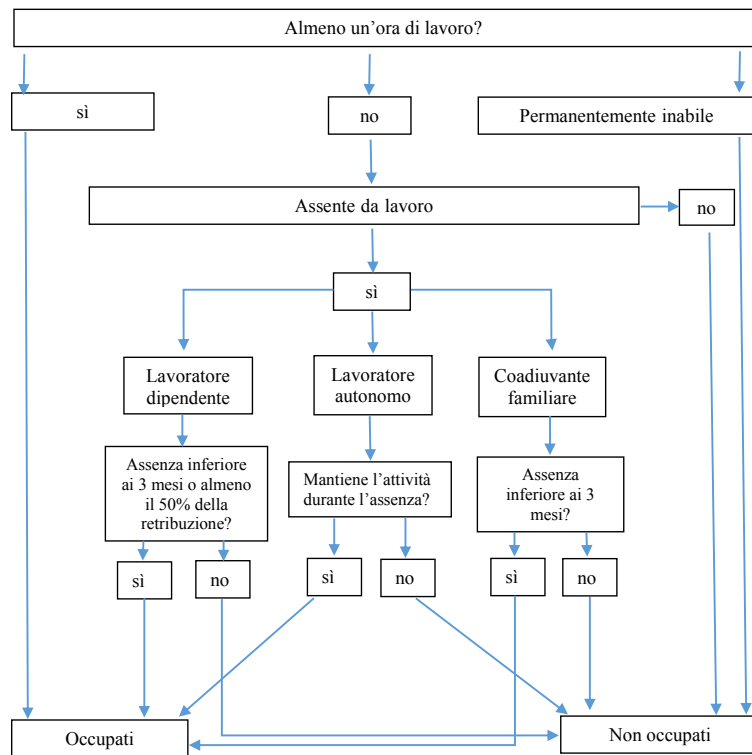 Almeno un'ora di lavoro?
sì
no
Permanentemente inabile
Assente da lavoro
no
sì
Lavoratore
dipendente
Lavoratore
autonomo
Coadiuvante
familiare
Assenza inferiore
ai 3 mesi o almeno
il 50% della
retribuzione?
Mantiene l'attività
durante l'assenza?
Assenza
inferiore ai 3
mesi?
sì
no
sì
no
sì
no
Occupati
Non occupati